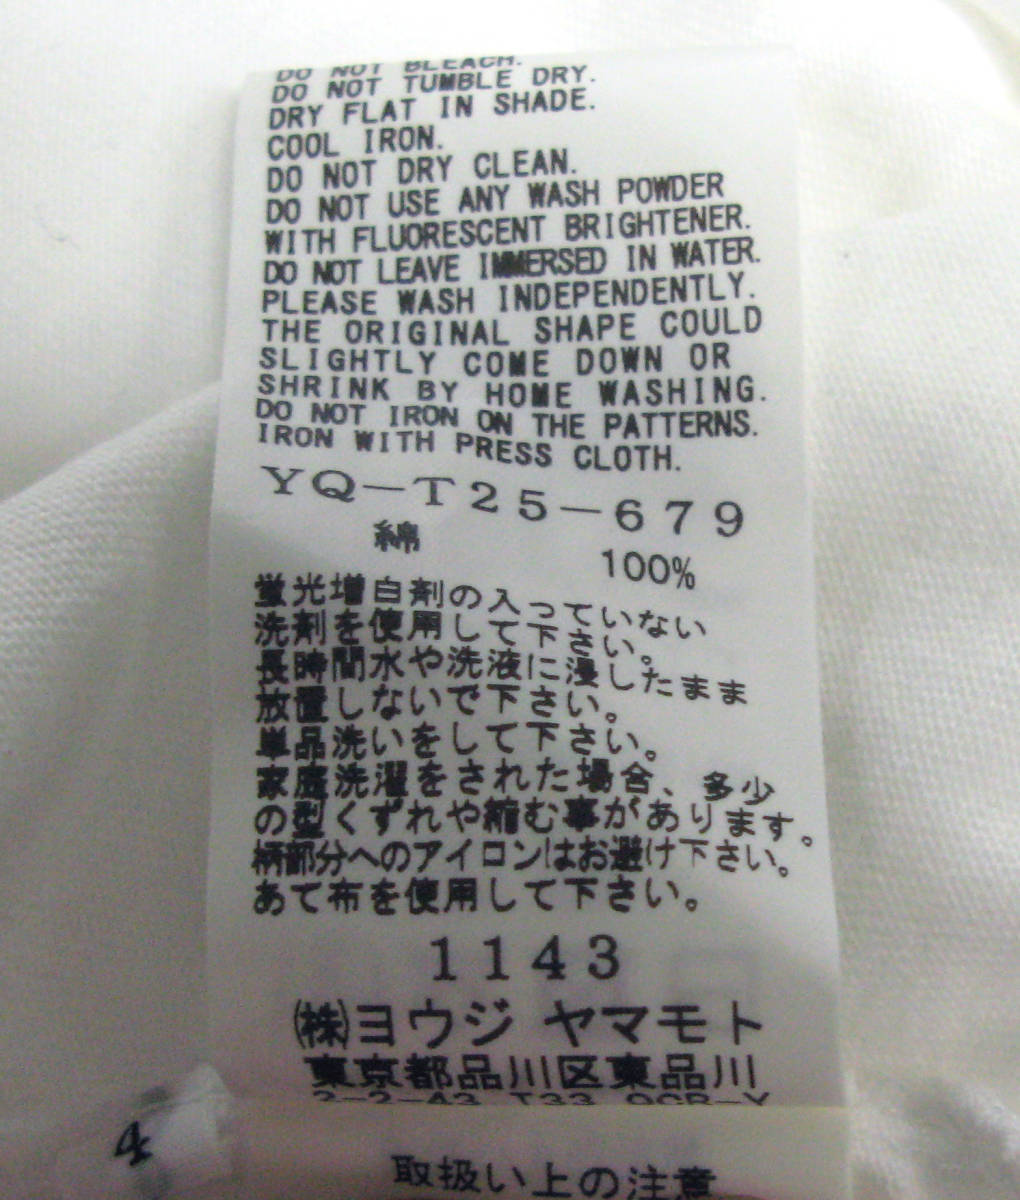 DO NOT BLEACH.
DO NOT TUMBLE DRY.
DRY FLAT IN SHADE.
COOL IRON.
DO NOT DRY CLEAN.
DO NOT USE ANY WASH POWDER
WITH FLUORESCENT BRIGHTENER.
DO NOT LEAVE IMMERSED IN WATER.
PLEASE WASH INDEPENDENTLY.
THE ORIGINAL SHAPE COULD
SLIGHTLY COME DOWN OR
SHRINK BY HOME WASHING.
DO NOT IRON ON THE PATTERNS.
IRON WITH PRESS CLOTH.
YQ-T25-679
綿 100%
蛍光増白剤の入っていない
洗剤を使用して下さい。
長時間水や洗液に浸したまま
放置しないで下さい。
単品洗いをして下さい。
家庭洗濯をされた場合、多少
の型くずれや縮む事があります。
柄部分へのアイロンはお避け下さい。
あて布を使用して下さい。
1143
(株)ヨウジ ヤマモト
東京都品川区東品川
2-2-43 T33 OCR-Y
4
取扱い上の注意